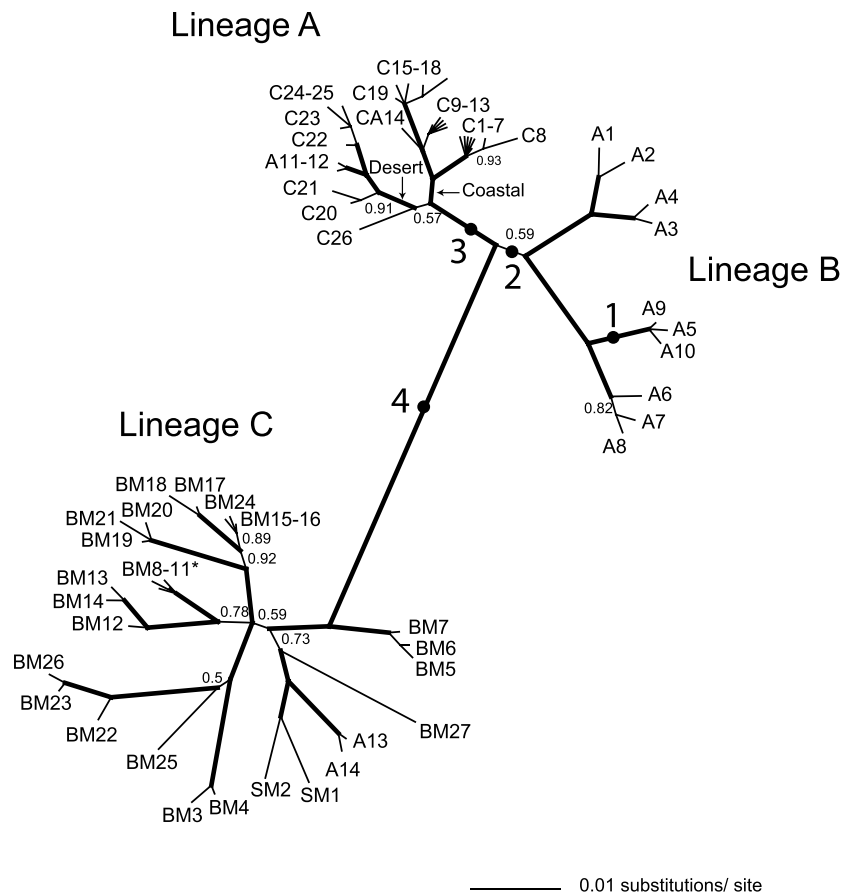 Lineage A
C15-18
C24-25
C19
C9-13
C23
CA14
C1-7
C22
C8
A1
A2
A11-12
Desert
0.93
C21
Coastal
A4
C20
0.91
0.57
A3
C26
0.59
3
2
Lineage B
1
A9
A5
A10
4
A6
0.82
A7
A8
Lineage C
BM18
BM17
BM20
BM24
BM21
BM15-16
BM19
0.89
0.92
BM8-11*
BM13
BM14
0.78
0.59
BM12
BM7
0.73
BM6
BM5
BM26
0.5
BM23
BM22
BM27
A13
BM25
A14
SM2
SM1
BM3
BM4
0.01 substitutions/ site